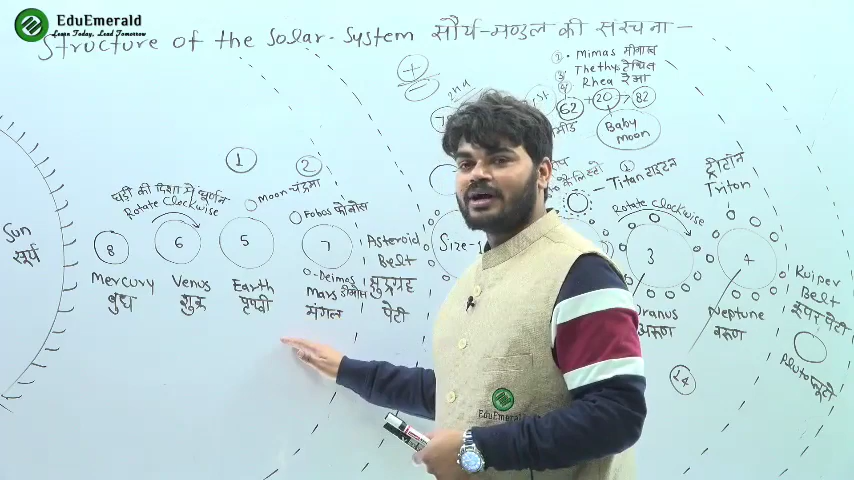 EduEmerald
Learn Today, Lead Tomorrow
Structure of the Solar-System सौर्य-मण्डल की संरचना -
① • Mimas मीमास
Thethys टेथिस
Rhea रेआ
62 + 20 → 82
Baby
moon
2nd
1st
① ②
घड़ी की दिशा में घूर्णन
Rotate Clockwise
Moon-चंद्रमा
Fobos फोबोस
Titan टाइटन
Rotate Clockwise
ट्रीटोन
Triton
Sun
सूर्य
8
6
5
7
Asteroid
Belt
क्षुद्रग्रह
पेटी
Size-1
3
4
Mercury
बुध
Venus
शुक्र
Earth
पृथ्वी
Deimos
डीमोस
Mars
मंगल
Uranus
अरुण
Neptune
वरुण
Kuiper
Belt
पेटी
Pluto प्लूटो
14
EduEmerald